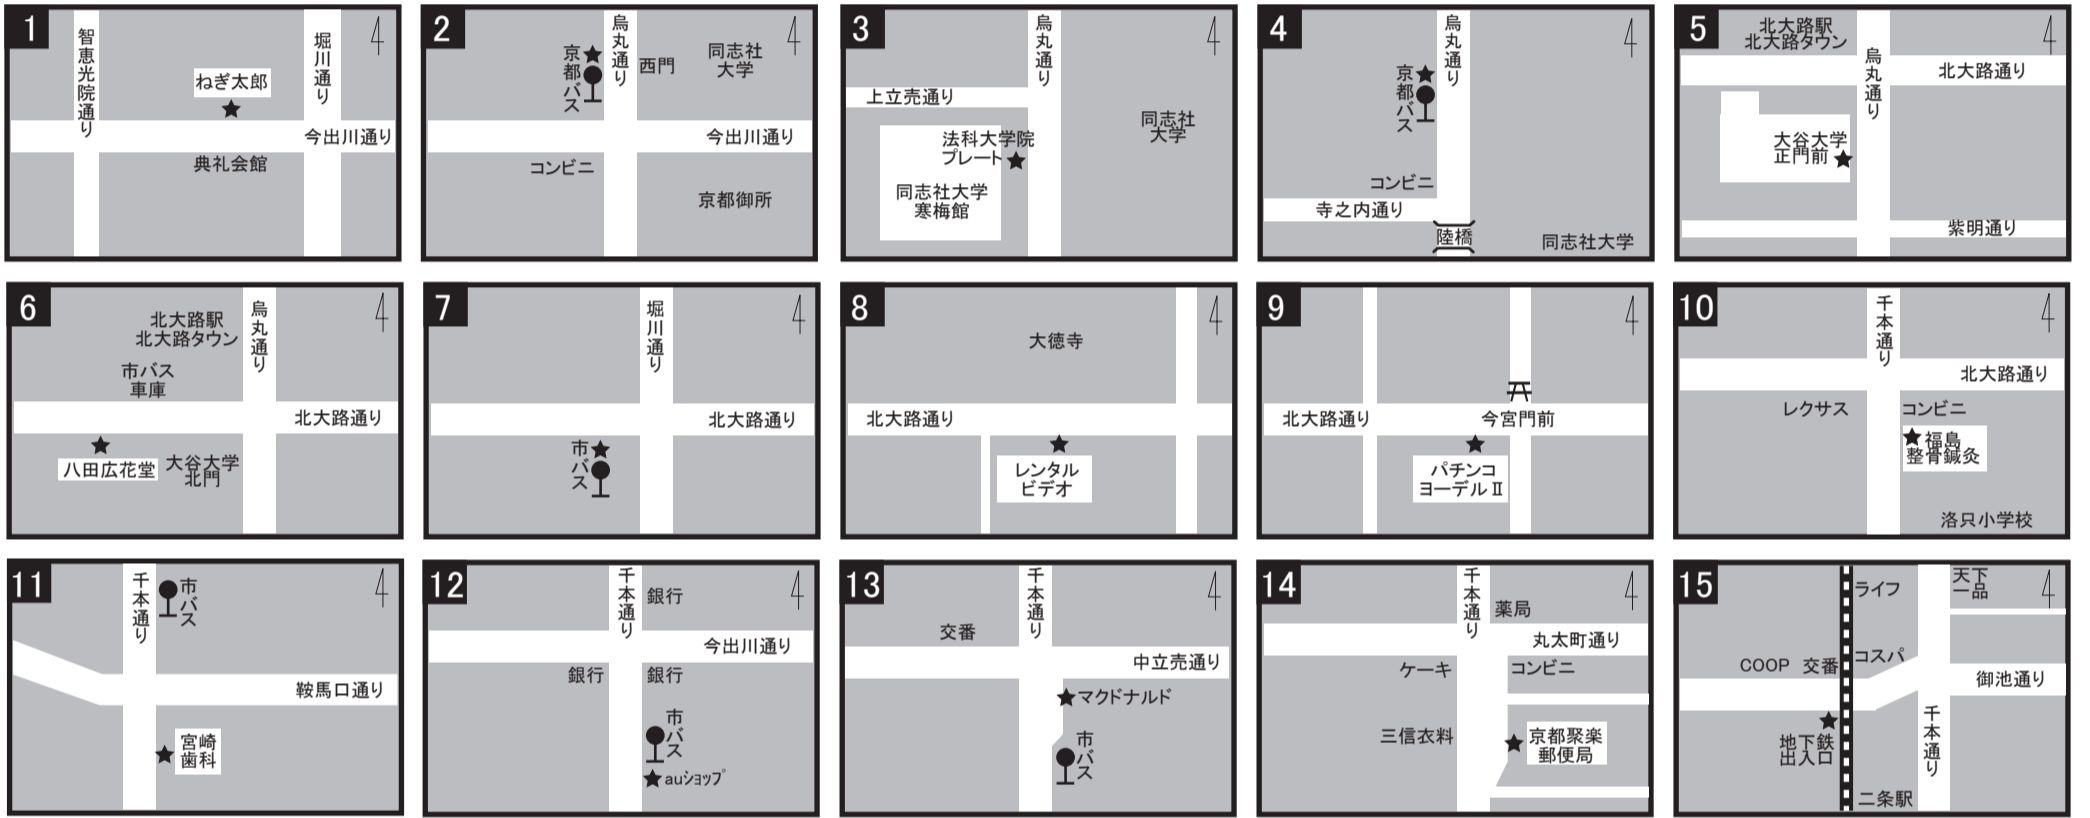 1
智恵光院通り
堀川通り
4
ねぎ太郎
今出川通り
典礼会館
2
烏丸通り
4
京都バス
西門
同志社
大学
今出川通り
コンビニ
京都御所
3
烏丸通り
4
上立売通り
法科大学院
プレート
同志社
大学
同志社大学
寒梅館
4
烏丸通り
4
京都バス
コンビニ
寺之内通り
陸橋
同志社大学
5
北大路駅
北大路タウン
4
烏丸通り
北大路通り
大谷大学
正門前
紫明通り
6
北大路駅
北大路タウン
烏丸通り
4
市バス
車庫
北大路通り
八田広花堂
大谷大学
北門
7
堀川通り
4
北大路通り
市バス
8
4
大徳寺
北大路通り
レンタル
ビデオ
9
4
北大路通り
今宮門前
パチンコ
ヨーデルⅡ
10
千本通り
4
北大路通り
レクサス
コンビニ
福島
整骨鍼灸
洛只小学校
11
千本通り
市バス
4
鞍馬口通り
宮崎
歯科
12
千本通り
銀行
4
今出川通り
銀行
銀行
市バス
auショップ
13
千本通り
4
交番
中立売通り
マクドナルド
市バス
14
千本通り
薬局
4
丸太町通り
ケーキ
コンビニ
三信衣料
京都聚楽
郵便局
15
ライフ
天下
一品
4
COOP 交番
コスパ
御池通り
千本通り
地下鉄
出入口
二条駅